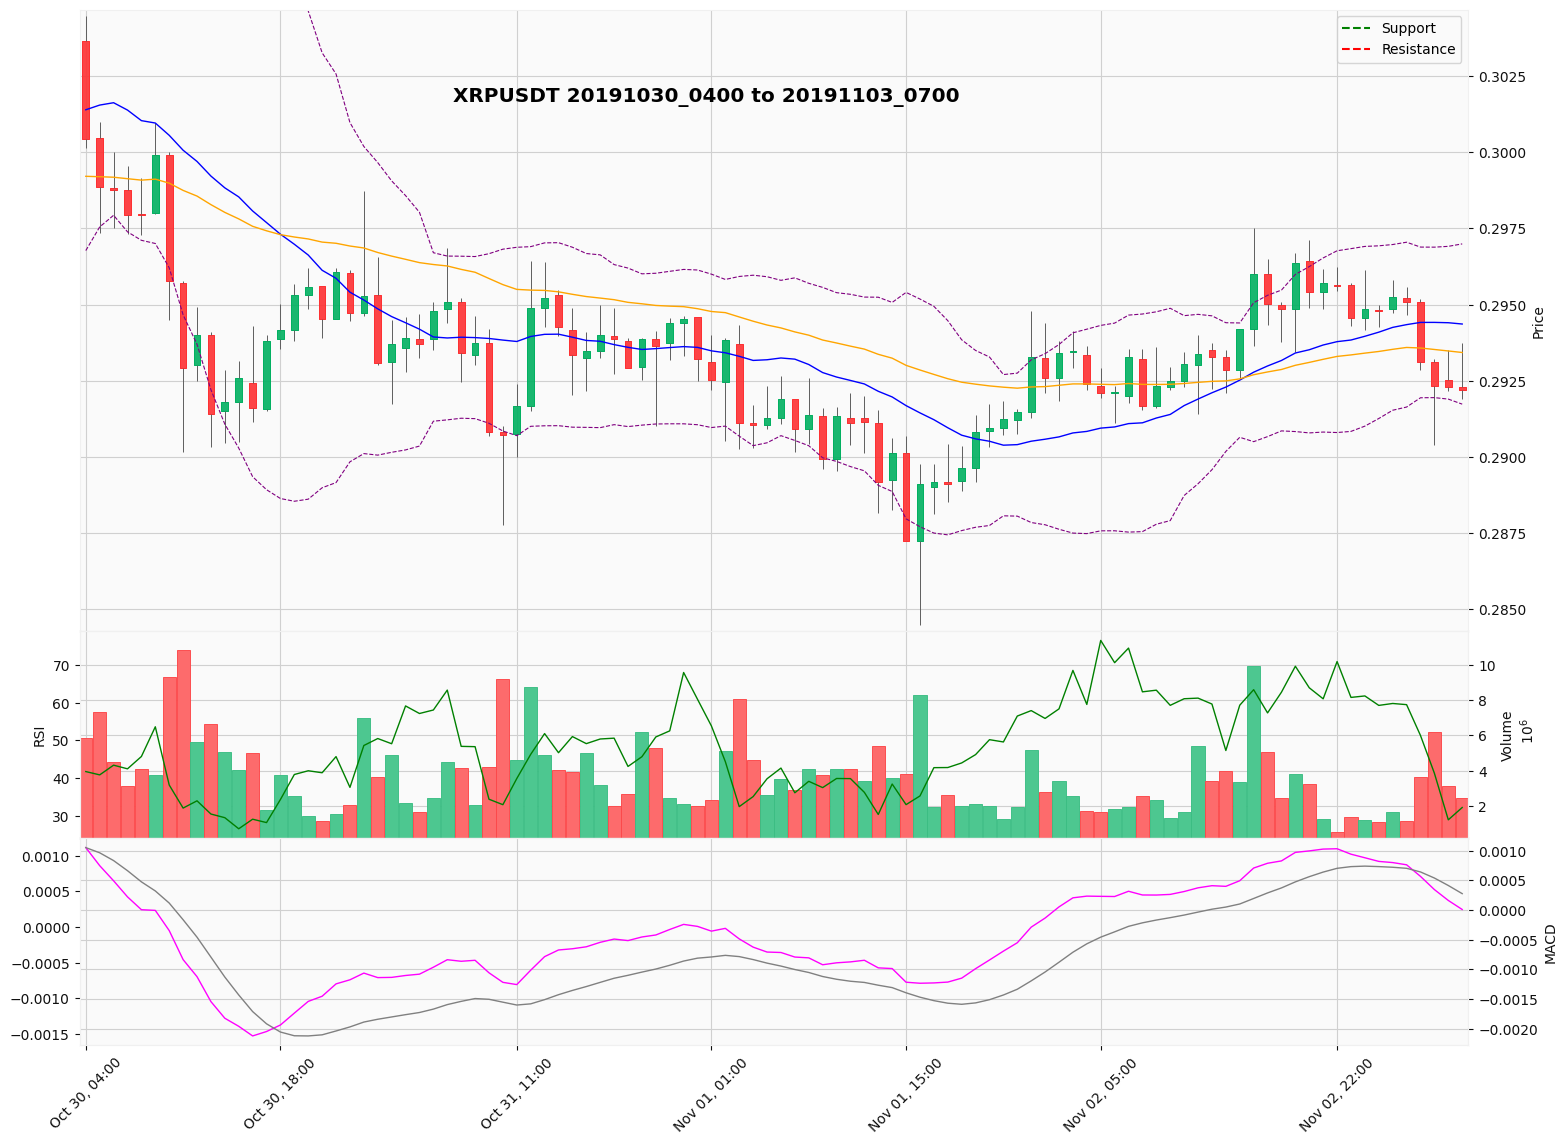 XRPUSDT 20191030_0400 to 20191103_0700
Support
Resistance
0.3025
0.3000
0.2975
0.2950
0.2925
0.2900
0.2875
0.2850
Price
70
60
50
40
30
RSI
10
8
6
4
2
Volume
10^6
0.0010
0.0005
0.0000
−0.0005
−0.0010
−0.0015
0.0010
0.0005
0.0000
−0.0005
−0.0010
−0.0015
−0.0020
MACD
Oct 30, 04:00
Oct 30, 18:00
Oct 31, 11:00
Nov 01, 01:00
Nov 01, 15:00
Nov 02, 05:00
Nov 02, 22:00